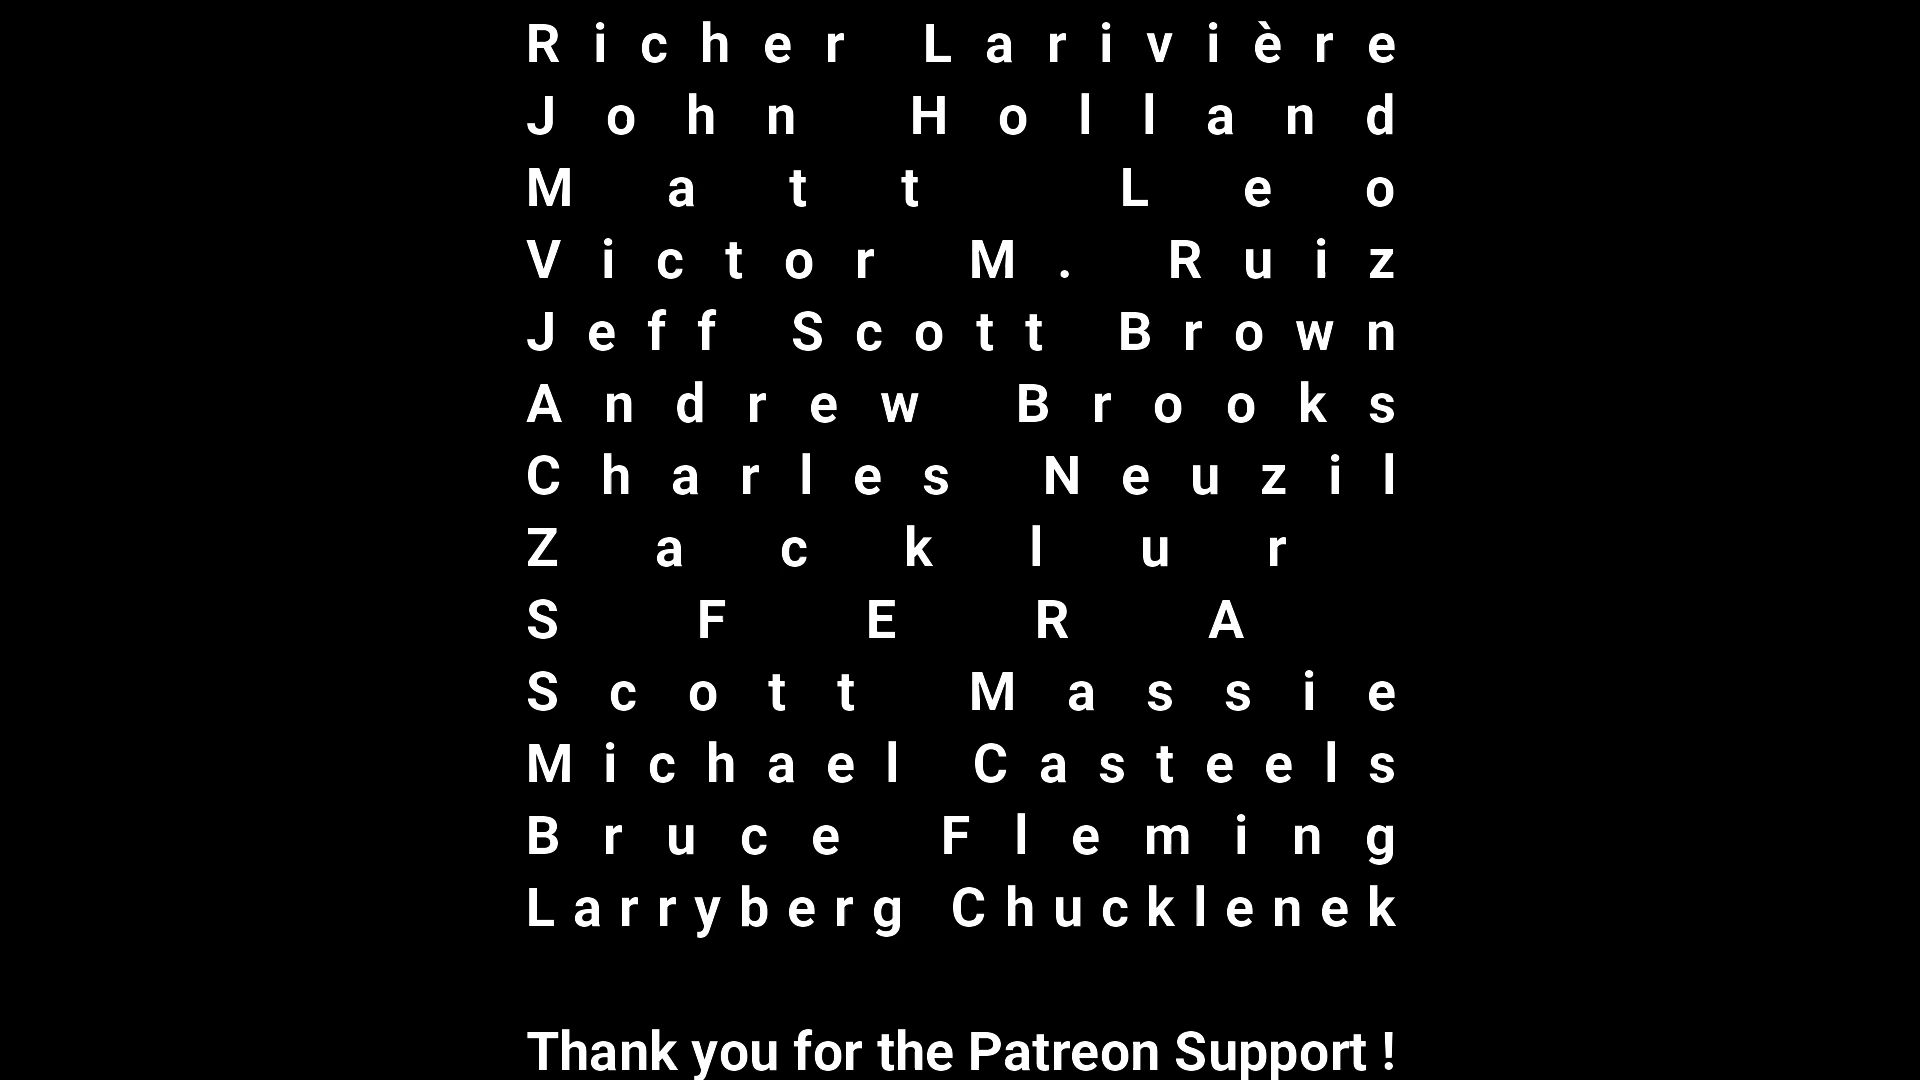 Richer Larivière
John Holland
Matt Leo
Victor M. Ruiz
Jeff Scott Brown
Andrew Brooks
Charles Neuzil
Zacklur
SFERA
Scott Massie
Michael Casteels
Bruce Fleming
Larryberg Chucklenek
Thank you for the Patreon Support !